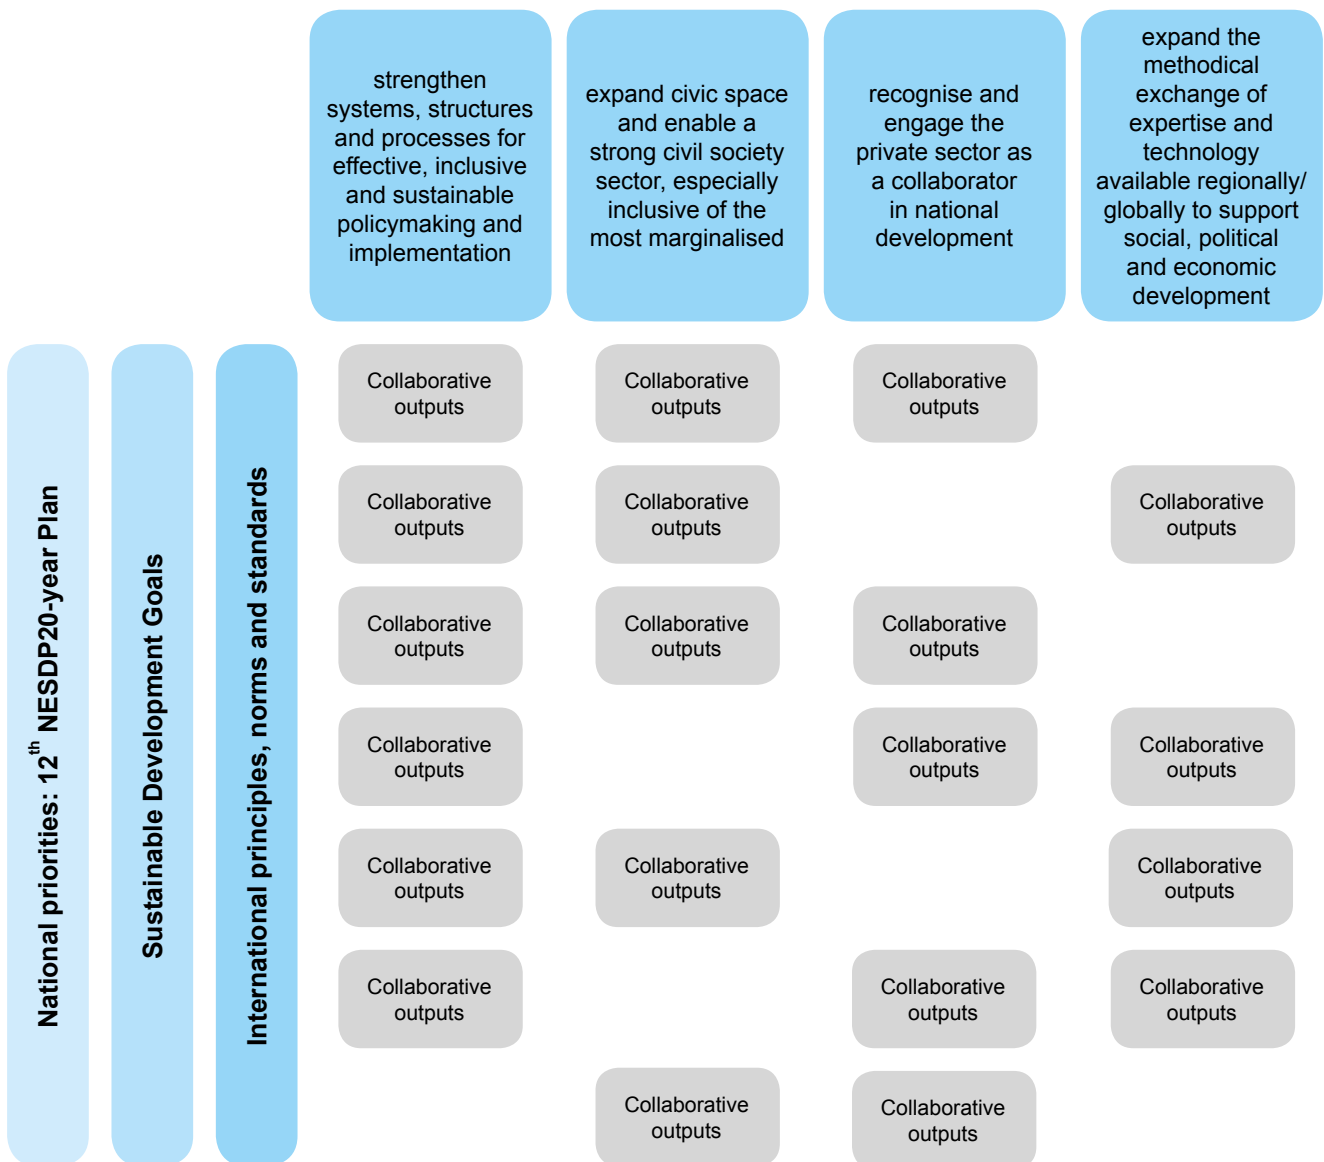 strengthen
systems, structures
and processes for
effective, inclusive
and sustainable
policymaking and
implementation
expand civic space
and enable a
strong civil society
sector, especially
inclusive of the
most marginalised
recognise and
engage the
private sector as
a collaborator
in national
development
expand the
methodical
exchange of
expertise and
technology
available regionally/
globally to support
social, political
and economic
development
National priorities: 12th NESDP20-year Plan
Sustainable Development Goals
International principles, norms and standards
Collaborative
outputs
Collaborative
outputs
Collaborative
outputs
Collaborative
outputs
Collaborative
outputs
Collaborative
outputs
Collaborative
outputs
Collaborative
outputs
Collaborative
outputs
Collaborative
outputs
Collaborative
outputs
Collaborative
outputs
Collaborative
outputs
Collaborative
outputs
Collaborative
outputs
Collaborative
outputs
Collaborative
outputs
Collaborative
outputs
Collaborative
outputs
Collaborative
outputs